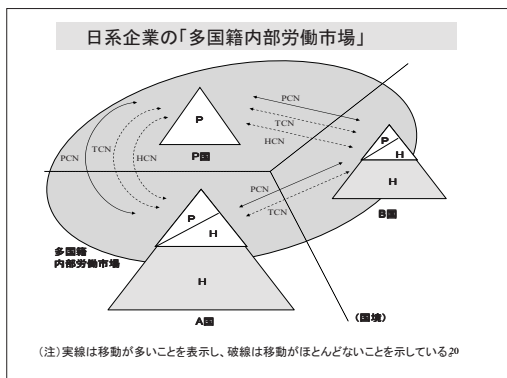 日系企業の「多国籍内部労働市場」
PCN
TCN
HCN
P
P国
PCN
TCN
HCN
P
H
H
B国
PCN
TCN
P
H
H
A国
多国籍
内部労働市場
(国境)
(注)実線は移動が多いことを表示し、破線は移動がほとんどないことを示している。
20